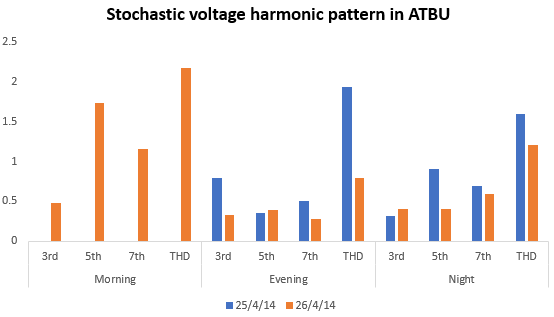 Stochastic voltage harmonic pattern in ATBU
2.5
2
1.5
1
0.5
0
3rd 5th 7th THD 3rd 5th 7th THD 3rd 5th 7th THD
Morning Evening Night
25/4/14 26/4/14